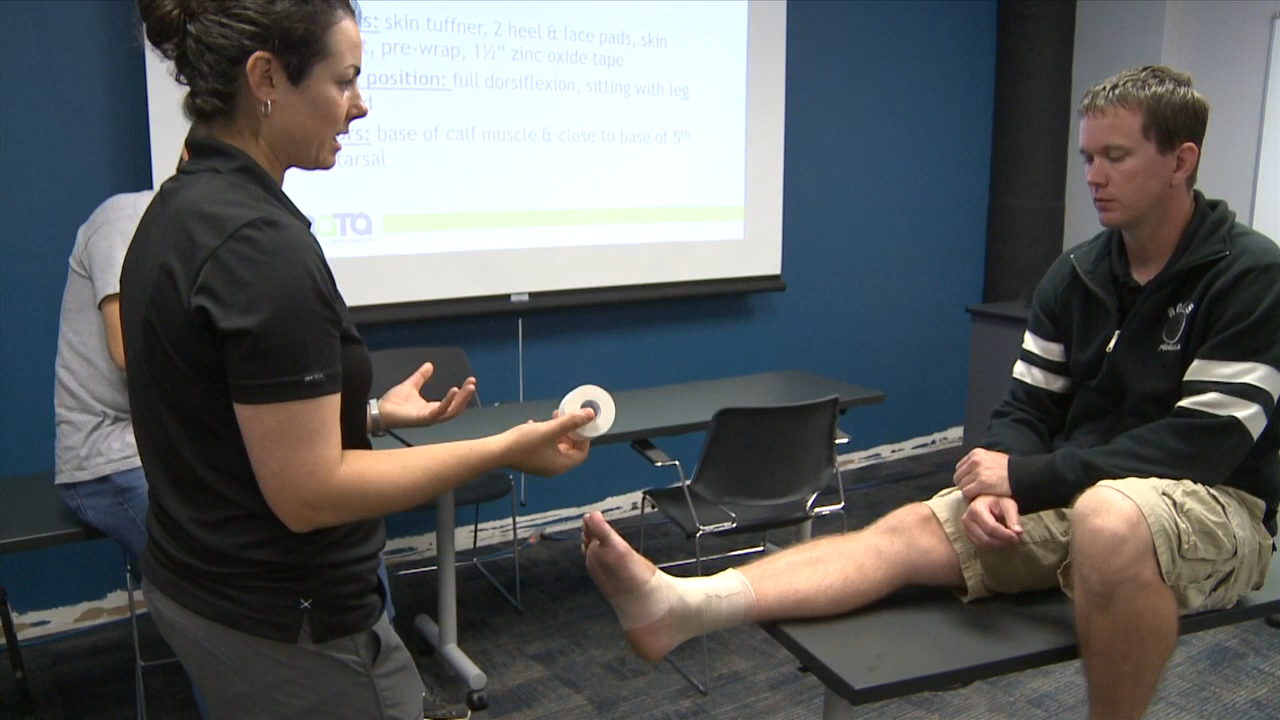 s: skin tuffner, 2 heel & lace pads, skin
t, pre-wrap, 1½" zinc oxide tape
position: full dorsiflexion, sitting with leg
rs: base of calf muscle & close to base of 5th
tarsal
aTa